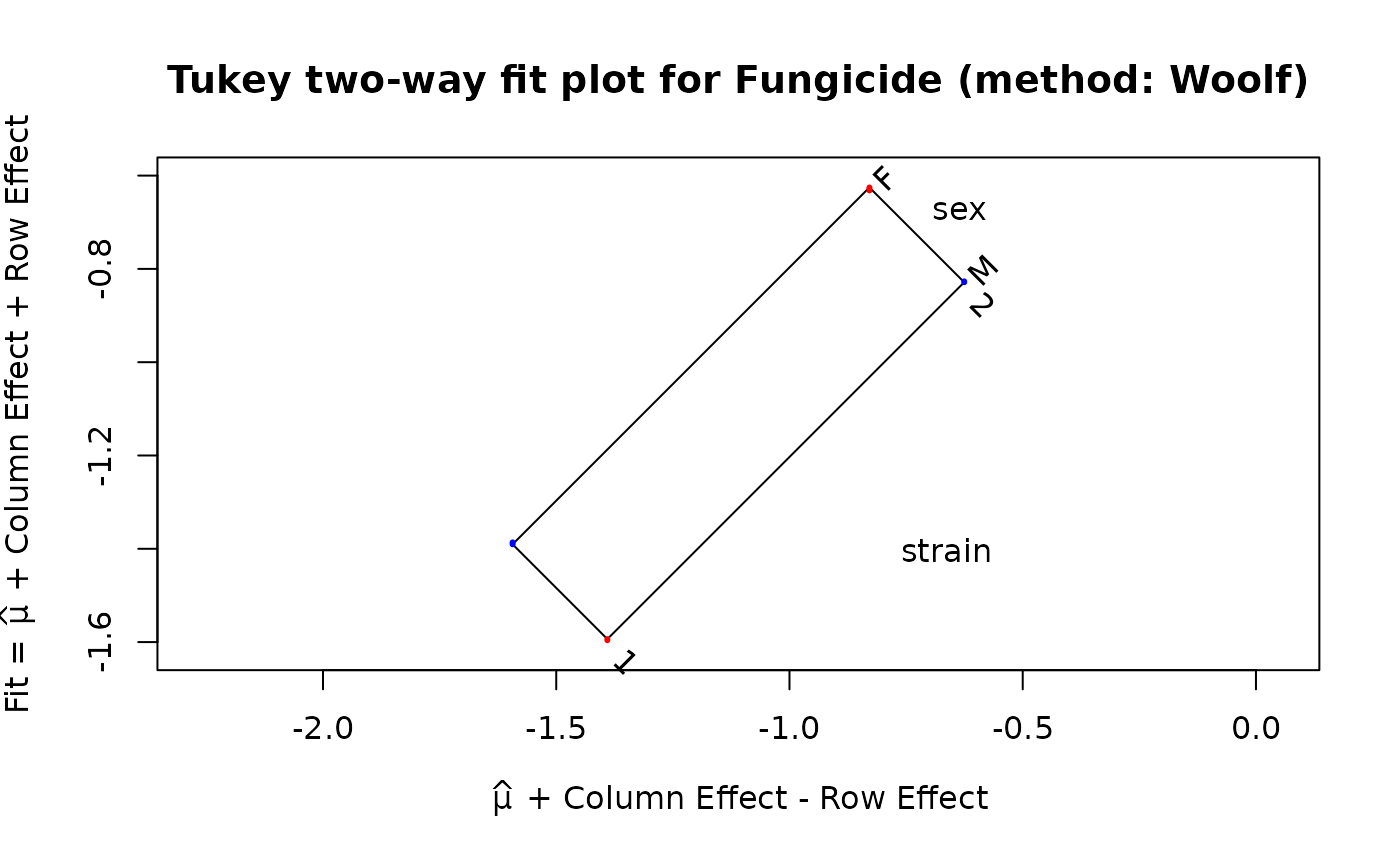 Tukey two-way fit plot for Fungicide (method: Woolf)
Fit = μ̂ + Column Effect + Row Effect
-0.8
-1.2
-1.6
F
sex
M
2
strain
1
-2.0 -1.5 -1.0 -0.5 0.0
μ̂ + Column Effect - Row Effect